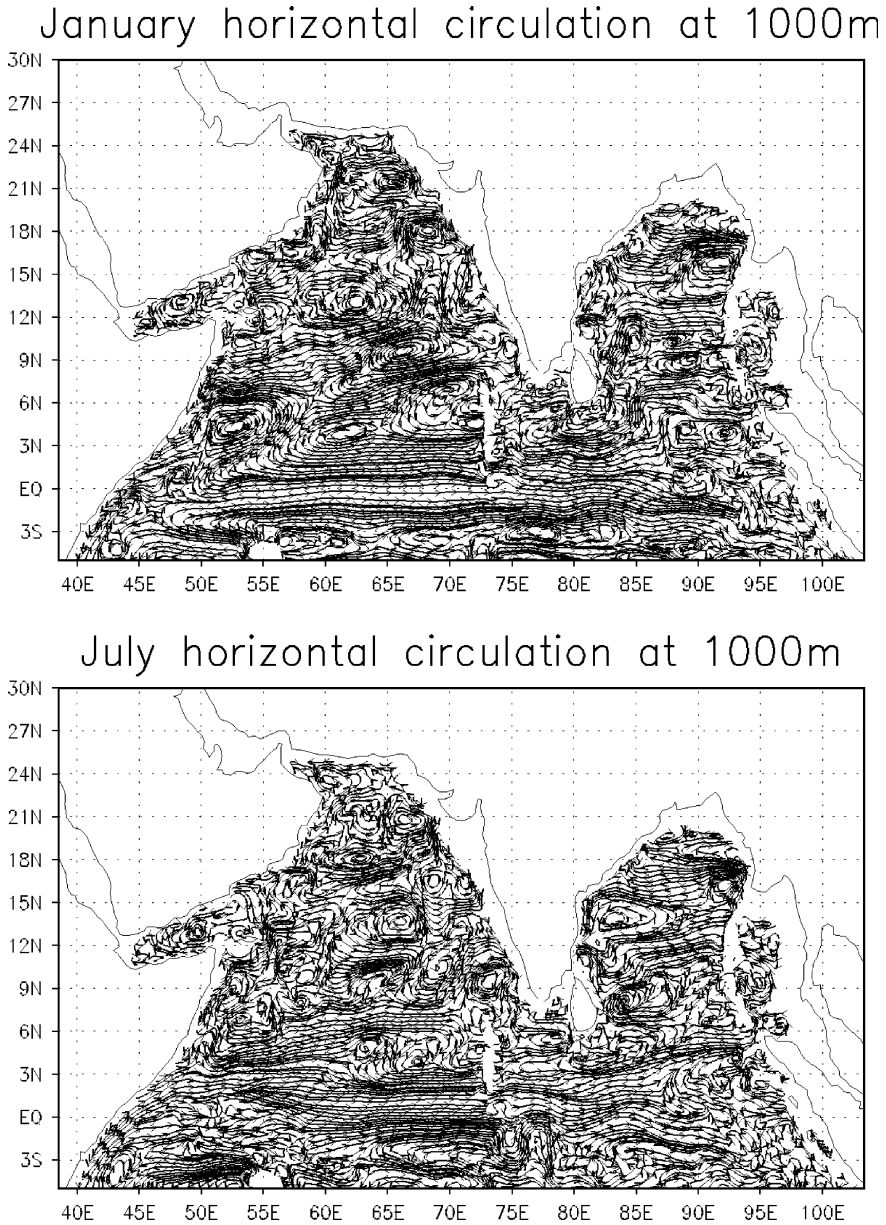 January horizontal circulation at 1000m
30N
27N
24N
21N
18N
15N
12N
9N
6N
3N
EQ
3S
40E 45E 50E 55E 60E 65E 70E 75E 80E 85E 90E 95E 100E
July horizontal circulation at 1000m
30N
27N
24N
21N
18N
15N
12N
9N
6N
3N
EQ
3S
40E 45E 50E 55E 60E 65E 70E 75E 80E 85E 90E 95E 100E